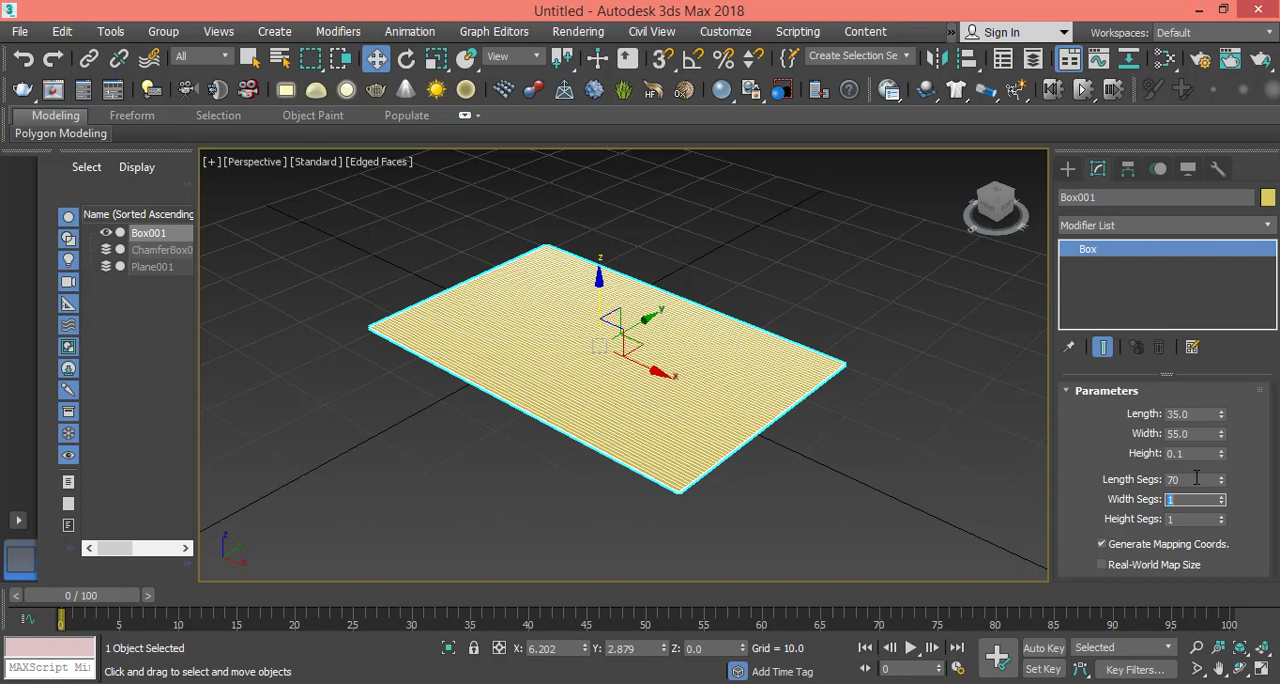 Untitled - Autodesk 3ds Max 2018
File Edit Tools Group Views Create Modifiers Animation Graph Editors Rendering Civil View Customize Scripting Content » Sign In Workspaces: Default
All View Create Selection Se
Modeling Freeform Selection Object Paint Populate
Polygon Modeling
Select Display
[+] [Perspective ] [Standard ] [Edged Faces ]
Name (Sorted Ascending
Box001
ChamferBox0
Plane001
z
y
x
Box001
Modifier List
Box
Parameters
Length: 35.0
Width: 55.0
Height: 0.1
Length Segs: 70
Width Segs: 1
Height Segs: 1
Generate Mapping Coords.
Real-World Map Size
0 / 100
0 5 10 15 20 25 30 35 40 45 50 55 60 65 70 75 80 85 90 95 100
1 Object Selected X: 6.202 Y: 2.879 Z: 0.0 Grid = 10.0 Auto Key Selected
MAXScript Mi Click and drag to select and move objects Add Time Tag 0 Set Key Key Filters...